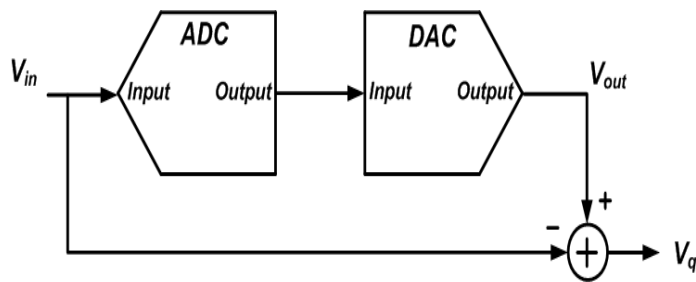 ADC
DAC
V_in
Input
Output
Input
Output
V_out
+
-
+
V_q